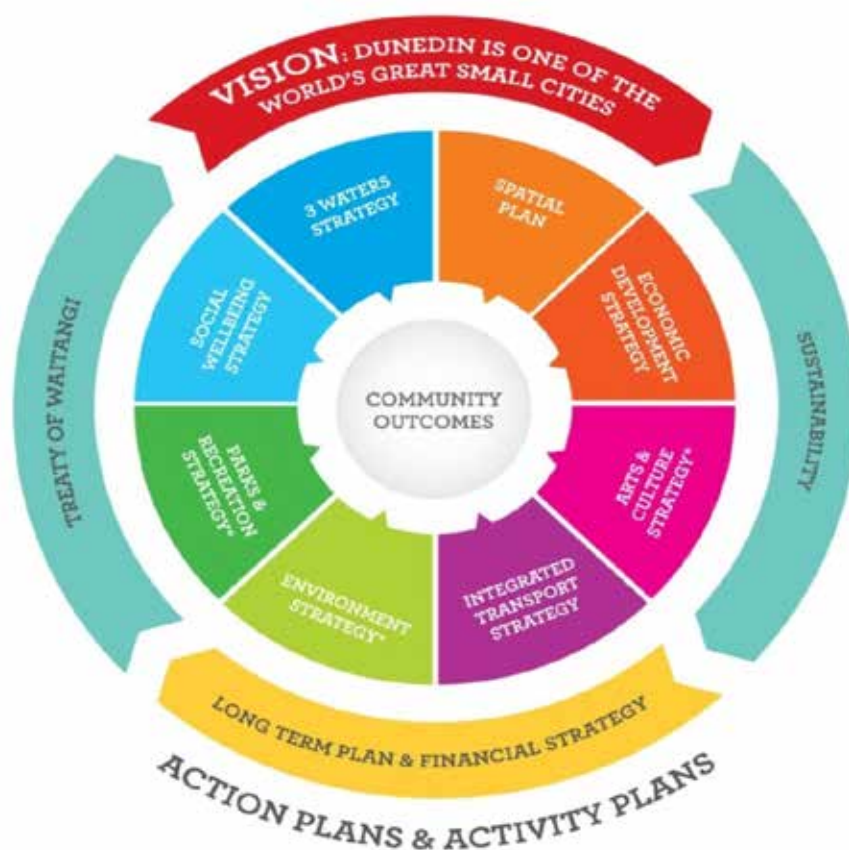 VISION: DUNEDIN IS ONE OF THE
WORLD'S GREAT SMALL CITIES
3 WATERS
STRATEGY
SPATIAL
PLAN
ECONOMIC
DEVELOPMENT
STRATEGY
ARTS &
CULTURE
STRATEGY*
INTEGRATED
TRANSPORT
STRATEGY
ENVIRONMENT
STRATEGY*
PARKS &
RECREATION
STRATEGY*
SOCIAL
WELLBEING
STRATEGY
COMMUNITY
OUTCOMES
TREATY OF WAITANGI
SUSTAINABILITY
LONG TERM PLAN & FINANCIAL STRATEGY
ACTION PLANS & ACTIVITY PLANS